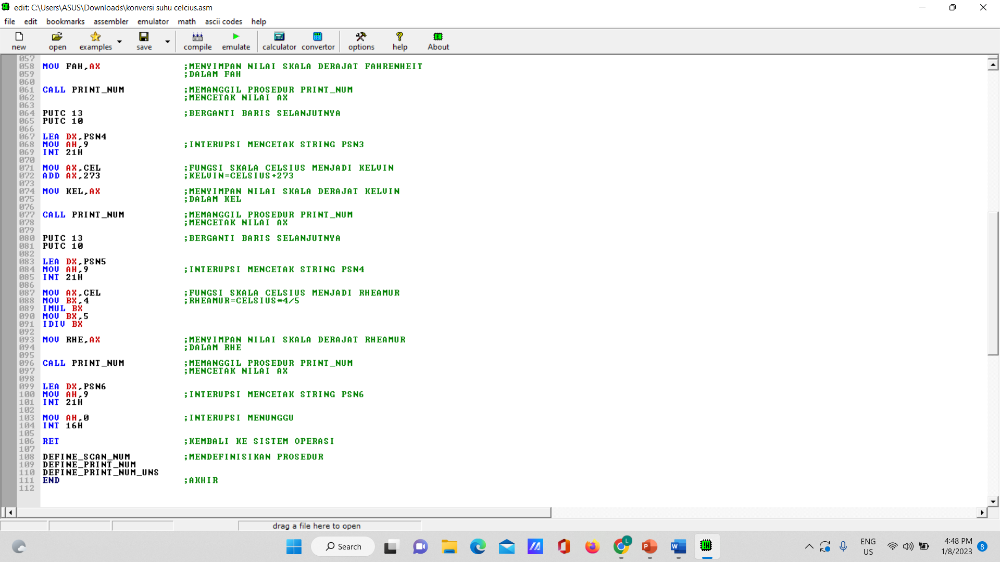 edit: C:\Users\ASUS\Downloads\konversi suhu celcius.asm
file edit bookmarks assembler emulator math ascii codes help
new open examples save compile emulate calculator convertor options help About
057
058 MOV FAH,AX ;MENYIMPAN NILAI SKALA DERAJAT FAHRENHEIT
059 ;DALAM FAH
060
061 CALL PRINT_NUM ;MEMANGGIL PROSEDUR PRINT_NUM
062 ;MENCETAK NILAI AX
063
064 PUTC 13 ;BERGANTI BARIS SELANJUTNYA
065 PUTC 10
066
067 LEA DX,PSN4
068 MOV AH,9 ;INTERUPSI MENCETAK STRING PSN3
069 INT 21H
070
071 MOV AX,CEL ;FUNGSI SKALA CELSIUS MENJADI KELVIN
072 ADD AX,273 ;KELVIN=CELSIUS+273
073
074 MOV KEL,AX ;MENYIMPAN NILAI SKALA DERAJAT KELVIN
075 ;DALAM KEL
076
077 CALL PRINT_NUM ;MEMANGGIL PROSEDUR PRINT_NUM
078 ;MENCETAK NILAI AX
079
080 PUTC 13 ;BERGANTI BARIS SELANJUTNYA
081 PUTC 10
082
083 LEA DX,PSN5
084 MOV AH,9 ;INTERUPSI MENCETAK STRING PSN4
085 INT 21H
086
087 MOV AX,CEL ;FUNGSI SKALA CELSIUS MENJADI RHEAMUR
088 MOV BX,4 ;RHEAMUR=CELSIUS*4/5
089 IMUL BX
090 MOV BX,5
091 IDIV BX
092
093 MOV RHE,AX ;MENYIMPAN NILAI SKALA DERAJAT RHEAMUR
094 ;DALAM RHE
095
096 CALL PRINT_NUM ;MEMANGGIL PROSEDUR PRINT_NUM
097 ;MENCETAK NILAI AX
098
099 LEA DX,PSN6
100 MOV AH,9 ;INTERUPSI MENCETAK STRING PSN6
101 INT 21H
102
103 MOV AH,0 ;INTERUPSI MENUNGGU
104 INT 16H
105
106 RET ;KEMBALI KE SISTEM OPERASI
107
108 DEFINE_SCAN_NUM ;MENDEFINISIKAN PROSEDUR
109 DEFINE_PRINT_NUM
110 DEFINE_PRINT_NUM_UNS
111 END ;AKHIR
112
drag a file here to open
Search
L
P
W
ENG
US
4:48 PM
1/8/2023
8